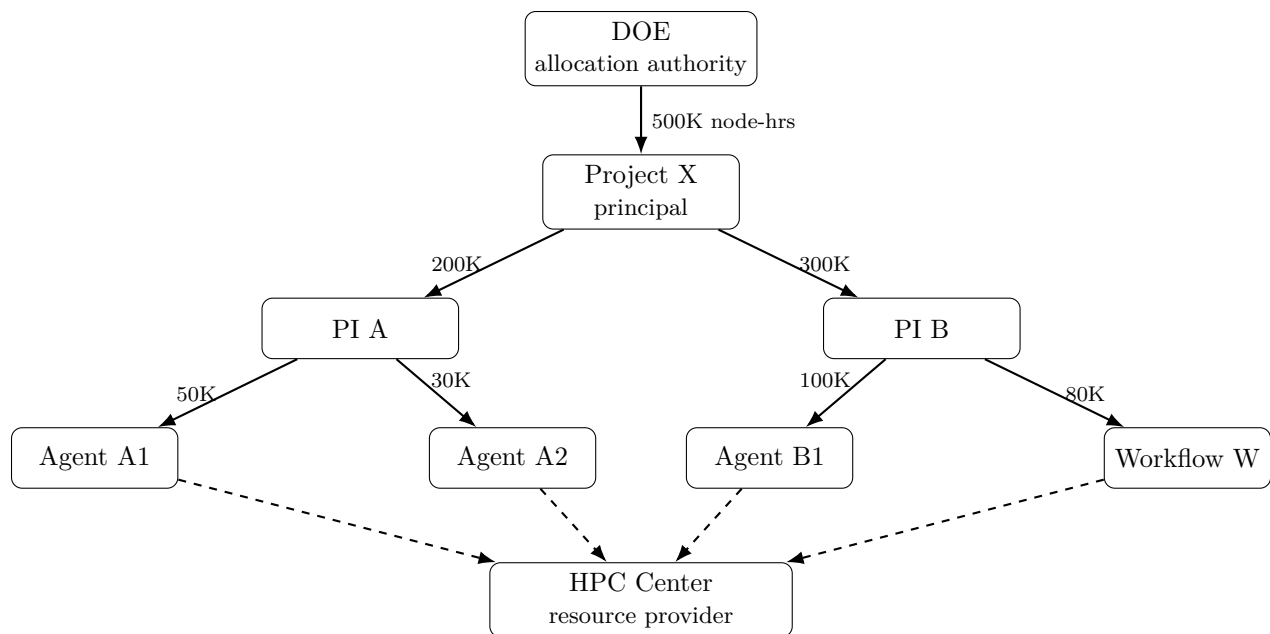 DOE
allocation authority
500K node-hrs
Project X
principal
200K
300K
PI A
PI B
50K
30K
100K
80K
Agent A1
Agent A2
Agent B1
Workflow W
HPC Center
resource provider